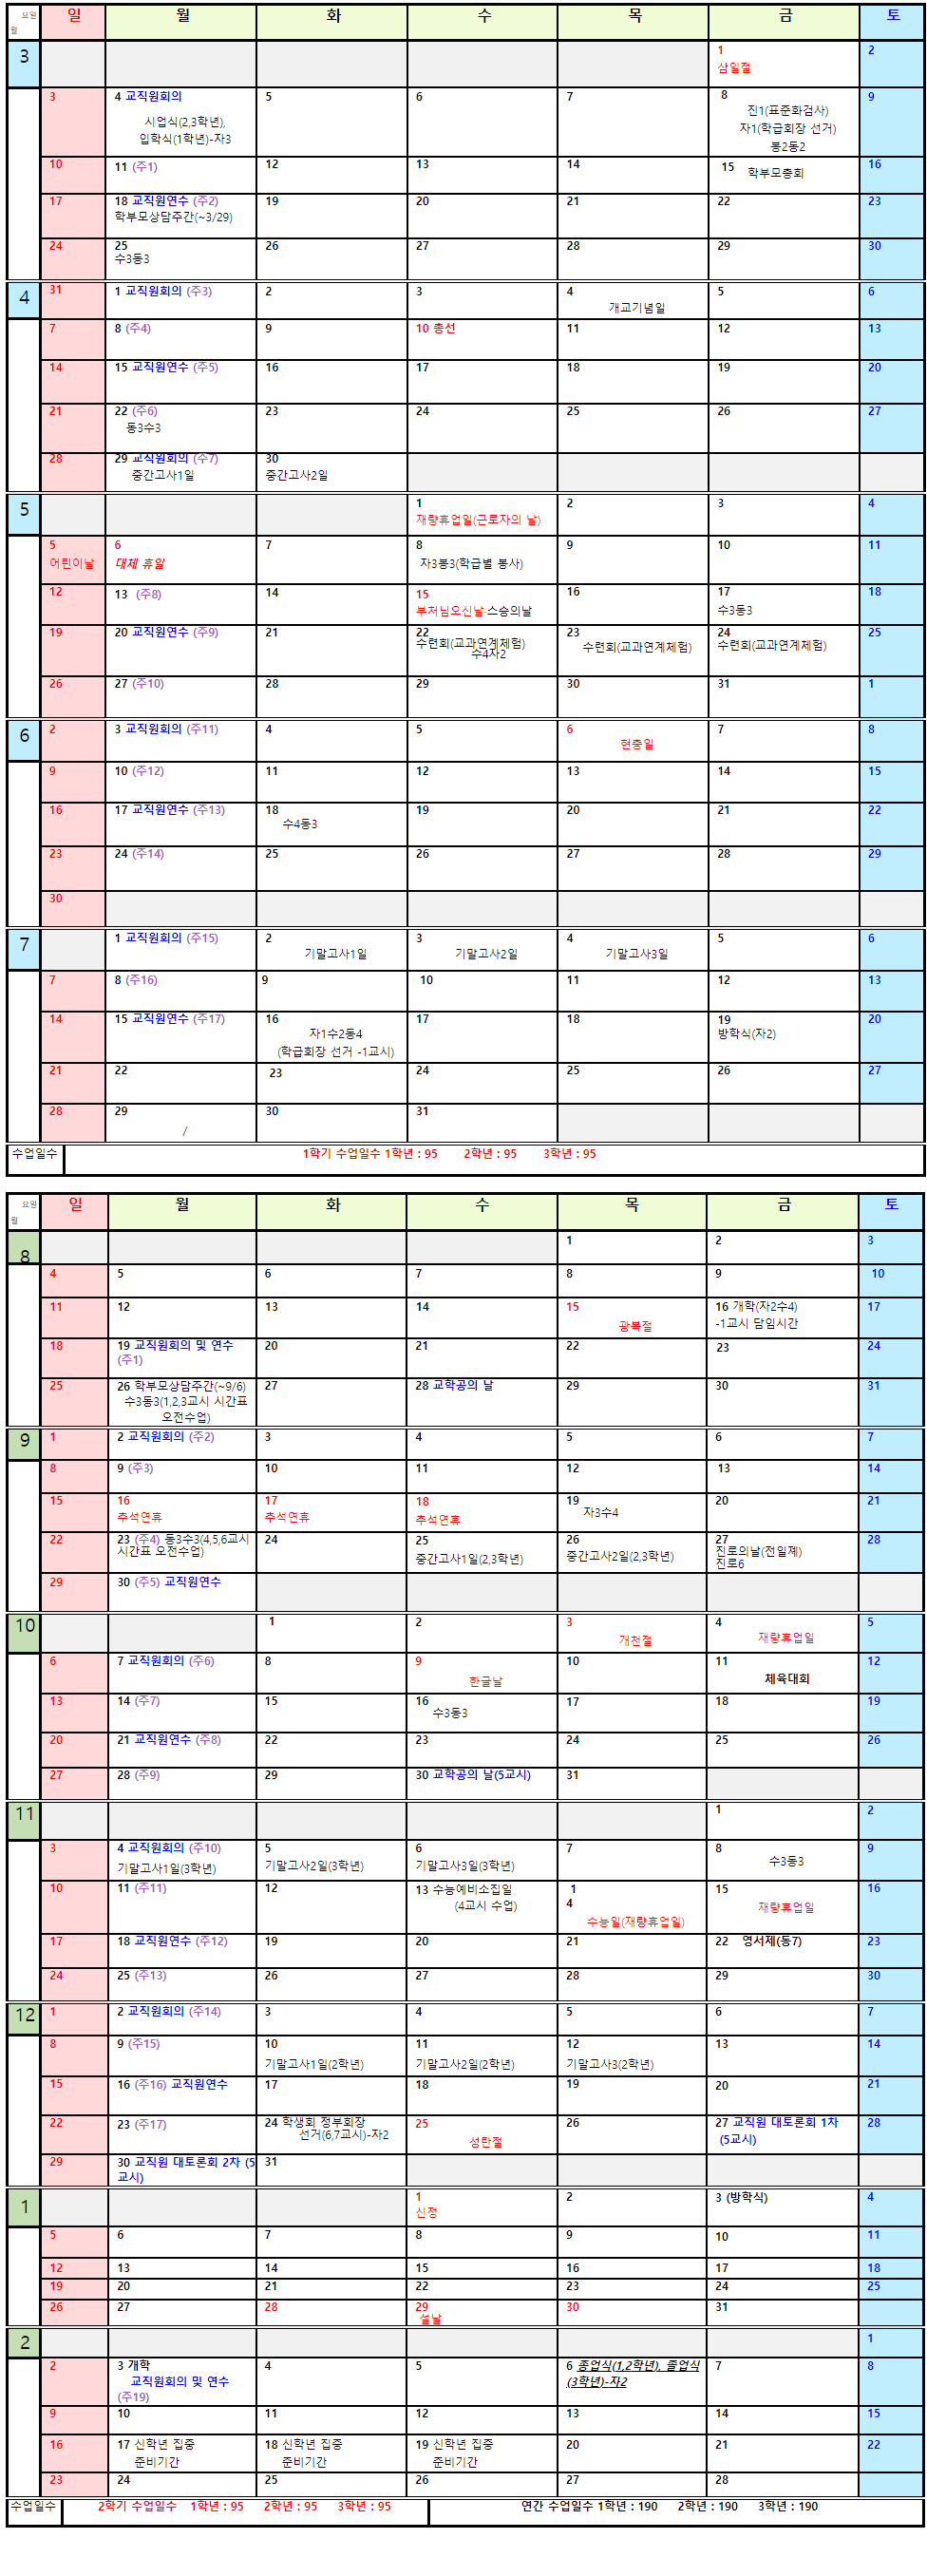 요일
월
일 월 화 수 목 금 토
3
1 2
삼일절
3 4 교직원회의 5 6 7 8 9
시업식(2,3학년),
입학식(1학년)-자3
진1(표준화검사)
자1(학급회장 선거)
봉2동2
10 11 (주1) 12 13 14 15 학부모총회 16
17 18 교직원연수 (주2) 19 20 21 22 23
학부모상담주간(~3/29)
24 25 26 27 28 29 30
수3동3
4
31 1 교직원회의 (주3) 2 3 4 5 6
개교기념일
7 8 (주4) 9 10 총선 11 12 13
14 15 교직원연수 (주5) 16 17 18 19 20
21 22 (주6) 23 24 25 26 27
동3수3
28 29 교직원회의 (주7) 30
중간고사1일 중간고사2일
5
1 2 3 4
재량휴업일(근로자의 날)
5 6 7 8 9 10 11
어린이날 대체 휴일 자3봉3(학급별 봉사)
12 13 (주8) 14 15 16 17 18
부처님오신날·스승의날 수3동3
19 20 교직원연수 (주9) 21 22 23 24 25
수련회(교과연계체험)
수4자2
수련회(교과연계체험)
수련회(교과연계체험)
26 27 (주10) 28 29 30 31 1
6
2 3 교직원회의 (주11) 4 5 6 7 8
현충일
9 10 (주12) 11 12 13 14 15
16 17 교직원연수 (주13) 18 19 20 21 22
수4동3
23 24 (주14) 25 26 27 28 29
30
7
1 교직원회의 (주15) 2 3 4 5 6
기말고사1일 기말고사2일 기말고사3일
7 8 (주16) 9 10 11 12 13
14 15 교직원연수 (주17) 16 17 18 19 20
자1수2동4
(학급회장 선거 -1교시)
방학식(자2)
21 22 23 24 25 26 27
28 29 30 31
/
수업일수 1학기 수업일수 1학년 : 95 2학년 : 95 3학년 : 95
요일
월
일 월 화 수 목 금 토
8
1 2 3
4 5 6 7 8 9 10
11 12 13 14 15 16 개학(자2수4) 17
광복절 -1교시 담임시간
18 19 교직원회의 및 연수 20 21 22 23 24
(주1)
25 26 학부모상담주간(~9/6) 27 28 교학공의 날 29 30 31
수3동3(1,2,3교시 시간표
오전수업)
9
1 2 교직원회의 (주2) 3 4 5 6 7
8 9 (주3) 10 11 12 13 14
15 16 17 18 19 20 21
추석연휴 추석연휴 추석연휴 자3수4
22 23 (주4) 동3수3(4,5,6교시 24 25 26 27 28
시간표 오전수업)
중간고사1일(2,3학년) 중간고사2일(2,3학년)
진로의날(전일제)
진로6
29 30 (주5) 교직원연수
10
1 2 3 4 5
개천절 재량휴업일
6 7 교직원회의 (주6) 8 9 10 11 12
한글날 체육대회
13 14 (주7) 15 16 17 18 19
수3동3
20 21 교직원연수 (주8) 22 23 24 25 26
27 28 (주9) 29 30 교학공의 날(5교시) 31
11
1 2
3 4 교직원회의 (주10) 5 6 7 8 9
기말고사1일(3학년) 기말고사2일(3학년) 기말고사3일(3학년) 수3동3
10 11 (주11) 12 13 수능예비소집일 1 15 16
(4교시 수업) 4
수능일(재량휴업일) 재량휴업일
17 18 교직원연수 (주12) 19 20 21 22 영서제(동7) 23
24 25 (주13) 26 27 28 29 30
12
1 2 교직원회의 (주14) 3 4 5 6 7
8 9 (주15) 10 11 12 13 14
기말고사1일(2학년) 기말고사2일(2학년) 기말고사3(2학년)
15 16 (주16) 교직원연수 17 18 19 20 21
22 23 (주17) 24 학생회 정부회장 25 26 27 교직원 대토론회 1차 28
선거(6,7교시)-자2 성탄절 (5교시)
29 30 교직원 대토론회 2차 (5 31
교시)
1
1 2 3 (방학식) 4
신정
5 6 7 8 9 10 11
12 13 14 15 16 17 18
19 20 21 22 23 24 25
26 27 28 29 30 31
설날
2
1
2 3 개학 4 5 6 종업식(1,2학년), 졸업식 7 8
교직원회의 및 연수 (3학년)-자2
(주19)
9 10 11 12 13 14 15
16 17 신학년 집중 18 신학년 집중 19 신학년 집중 20 21 22
준비기간 준비기간 준비기간
23 24 25 26 27 28
수업일수 2학기 수업일수 1학년 : 95 2학년 : 95 3학년 : 95 연간 수업일수 1학년 : 190 2학년 : 190 3학년 : 190